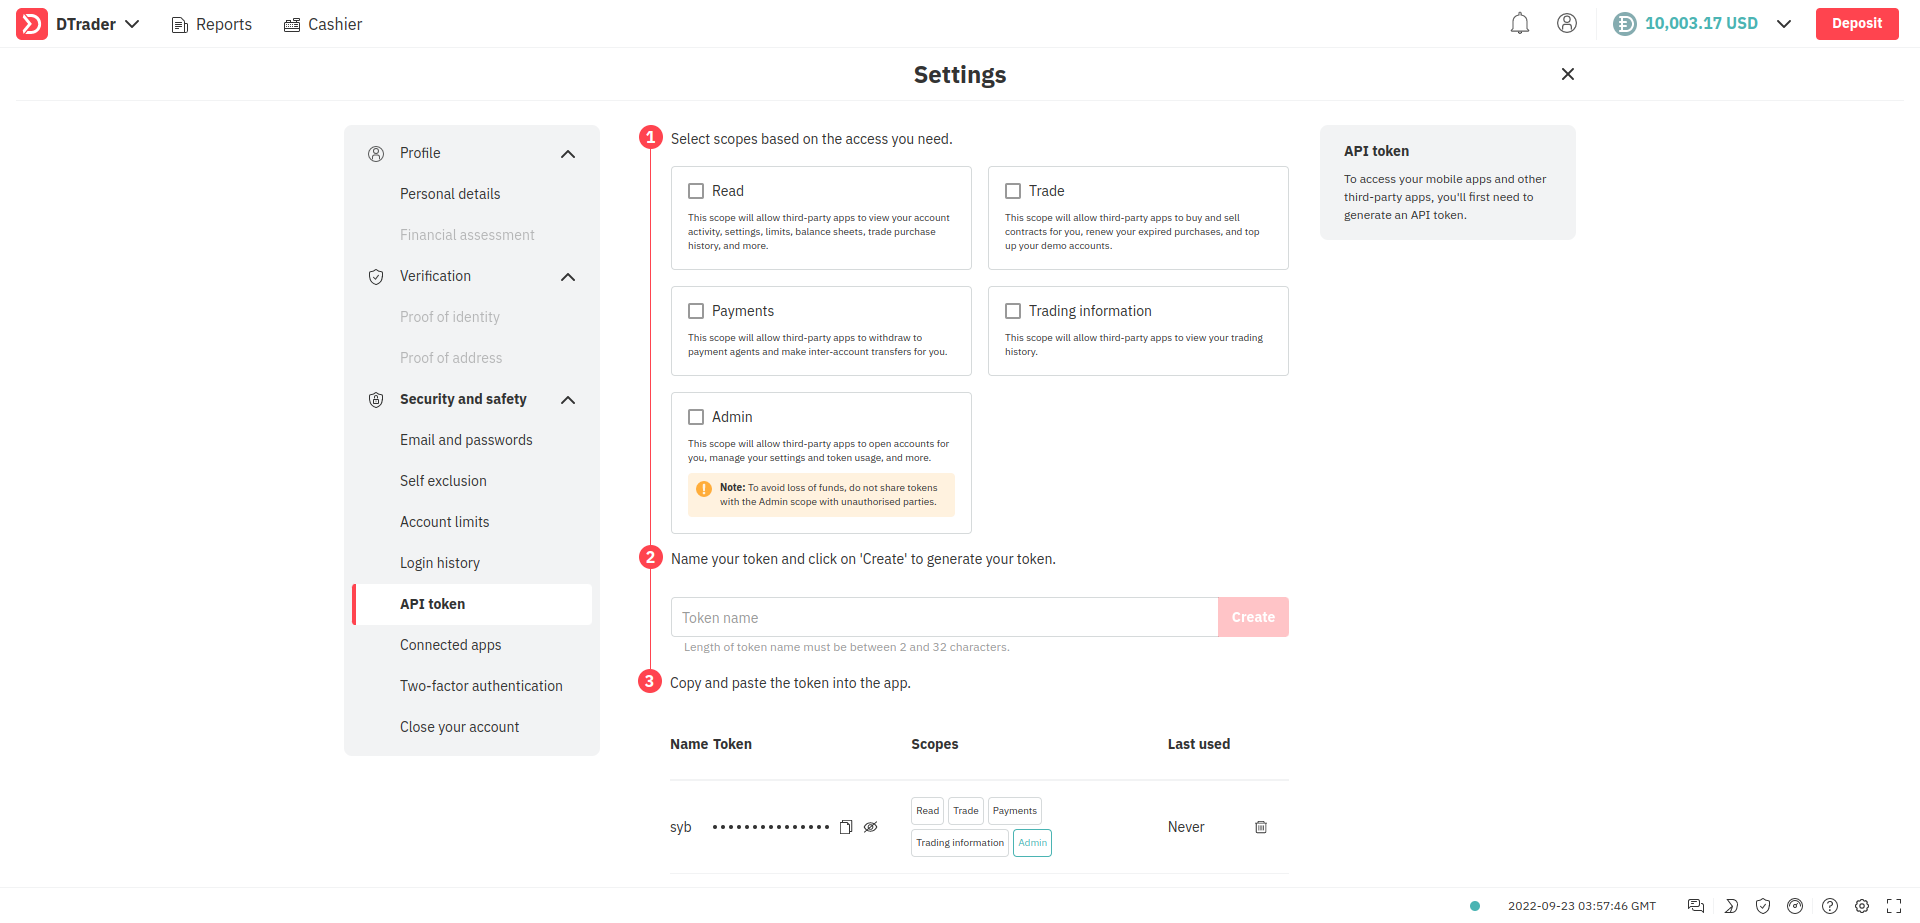 DTrader
Reports
Cashier
10,003.17 USD
Deposit
Settings
Profile
Personal details
Financial assessment
Verification
Proof of identity
Proof of address
Security and safety
Email and passwords
Self exclusion
Account limits
Login history
API token
Connected apps
Two-factor authentication
Close your account
1 Select scopes based on the access you need.
Read
This scope will allow third-party apps to view your account
activity, settings, limits, balance sheets, trade purchase
history, and more.
Trade
This scope will allow third-party apps to buy and sell
contracts for you, renew your expired purchases, and top
up your demo accounts.
Payments
This scope will allow third-party apps to withdraw to
payment agents and make inter-account transfers for you.
Trading information
This scope will allow third-party apps to view your trading
history.
Admin
This scope will allow third-party apps to open accounts for
you, manage your settings and token usage, and more.
Note: To avoid loss of funds, do not share tokens
with the Admin scope with unauthorised parties.
2 Name your token and click on 'Create' to generate your token.
Token name
Create
Length of token name must be between 2 and 32 characters.
3 Copy and paste the token into the app.
Name Token Scopes Last used
syb ••••••••••••••• Read Trade Payments Never
Trading information Admin
API token
To access your mobile apps and other
third-party apps, you'll first need to
generate an API token.
2022-09-23 03:57:46 GMT